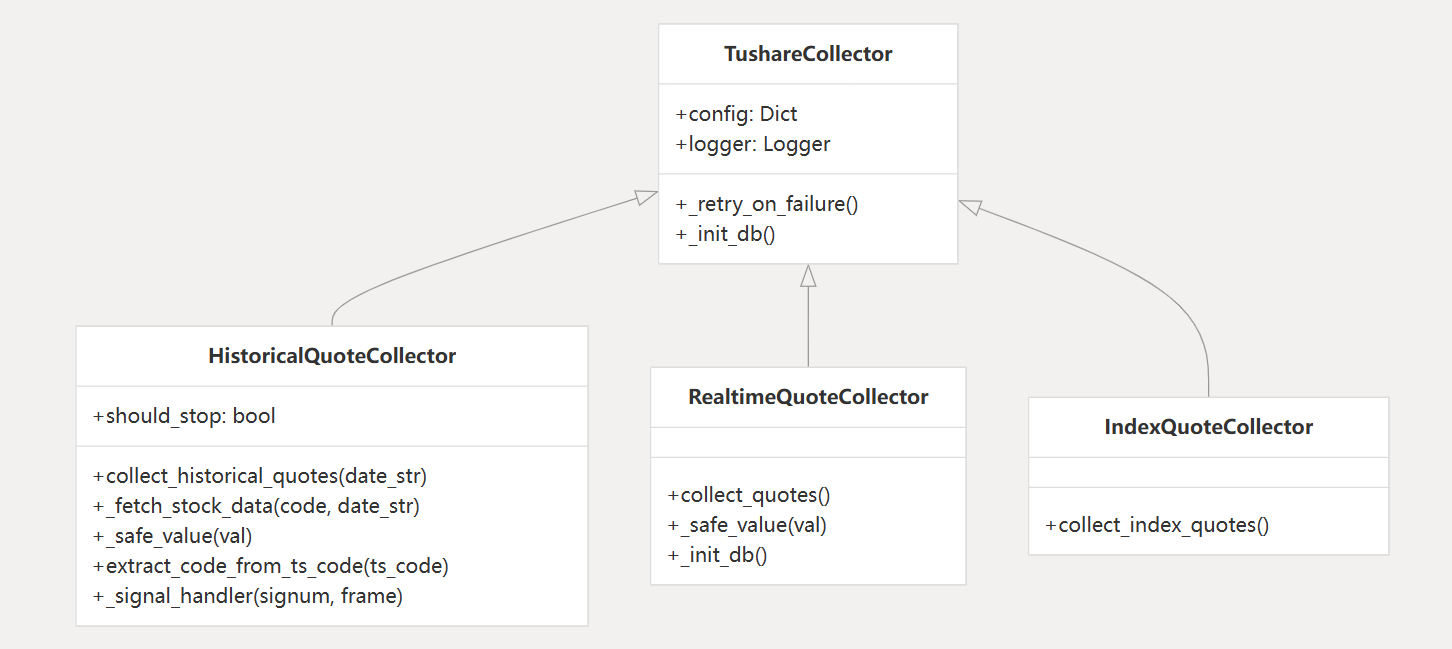 TushareCollector
+config: Dict
+logger: Logger
+_retry_on_failure()
+_init_db()
HistoricalQuoteCollector
+should_stop: bool
+collect_historical_quotes(date_str)
+_fetch_stock_data(code, date_str)
+_safe_value(val)
+extract_code_from_ts_code(ts_code)
+_signal_handler(signum, frame)
RealtimeQuoteCollector
+collect_quotes()
+_safe_value(val)
+_init_db()
IndexQuoteCollector
+collect_index_quotes()